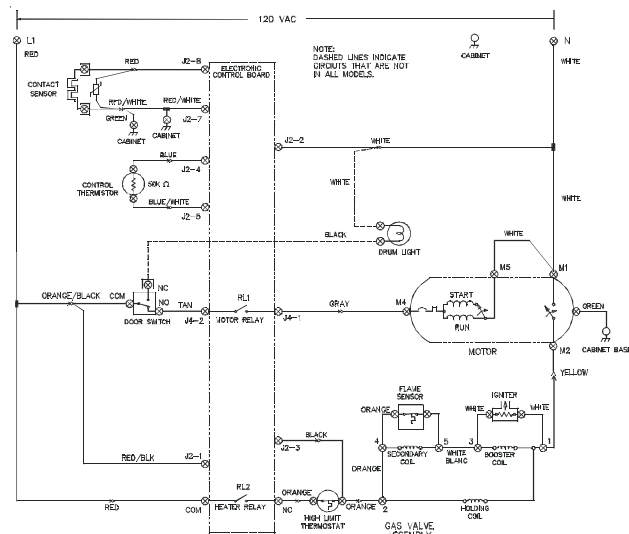 120 VAC
L1
N
RED
J2-8
ELECTRONIC
CONTROL BOARD
NOTE:
DASHED LINES INDICATE
CIRCUITS THAT ARE NOT
IN ALL MODELS.
CABINET
WHITE
RED
CONTACT
SENSOR
RED/WHITE
RED/WHITE
GREEN
J2-7
CABINET
CABINET
J2-2
WHITE
BLUE
J2-4
CONTROL
THERMISTOR
50K Ω
WHITE
BLUE/WHITE
J2-5
WHITE
BLACK
DRUM LIGHT
WHITE
M5
M1
NC
ORANGE/BLACK
COM
NO
TAN
RL1
GRAY
M4
START
RUN
GREEN
DOOR SWITCH
J4-2
MOTOR RELAY
J4-1
MOTOR
M2
CABINET BASE
YELLOW
FLAME
SENSOR
IGNITER
ORANGE
WHITE
WHITE
BLACK
4
5
3
1
J2-3
SECONDARY
COIL
WHITE
BLANC
BOOSTER
COIL
RED/BLK
J2-1
ORANGE
RL2
ORANGE
RED
COM
HEATER RELAY
NC
HIGH LIMIT
THERMOSTAT
ORANGE
2
HOLDING
COIL
GAS VALVE
ASSEMBLY